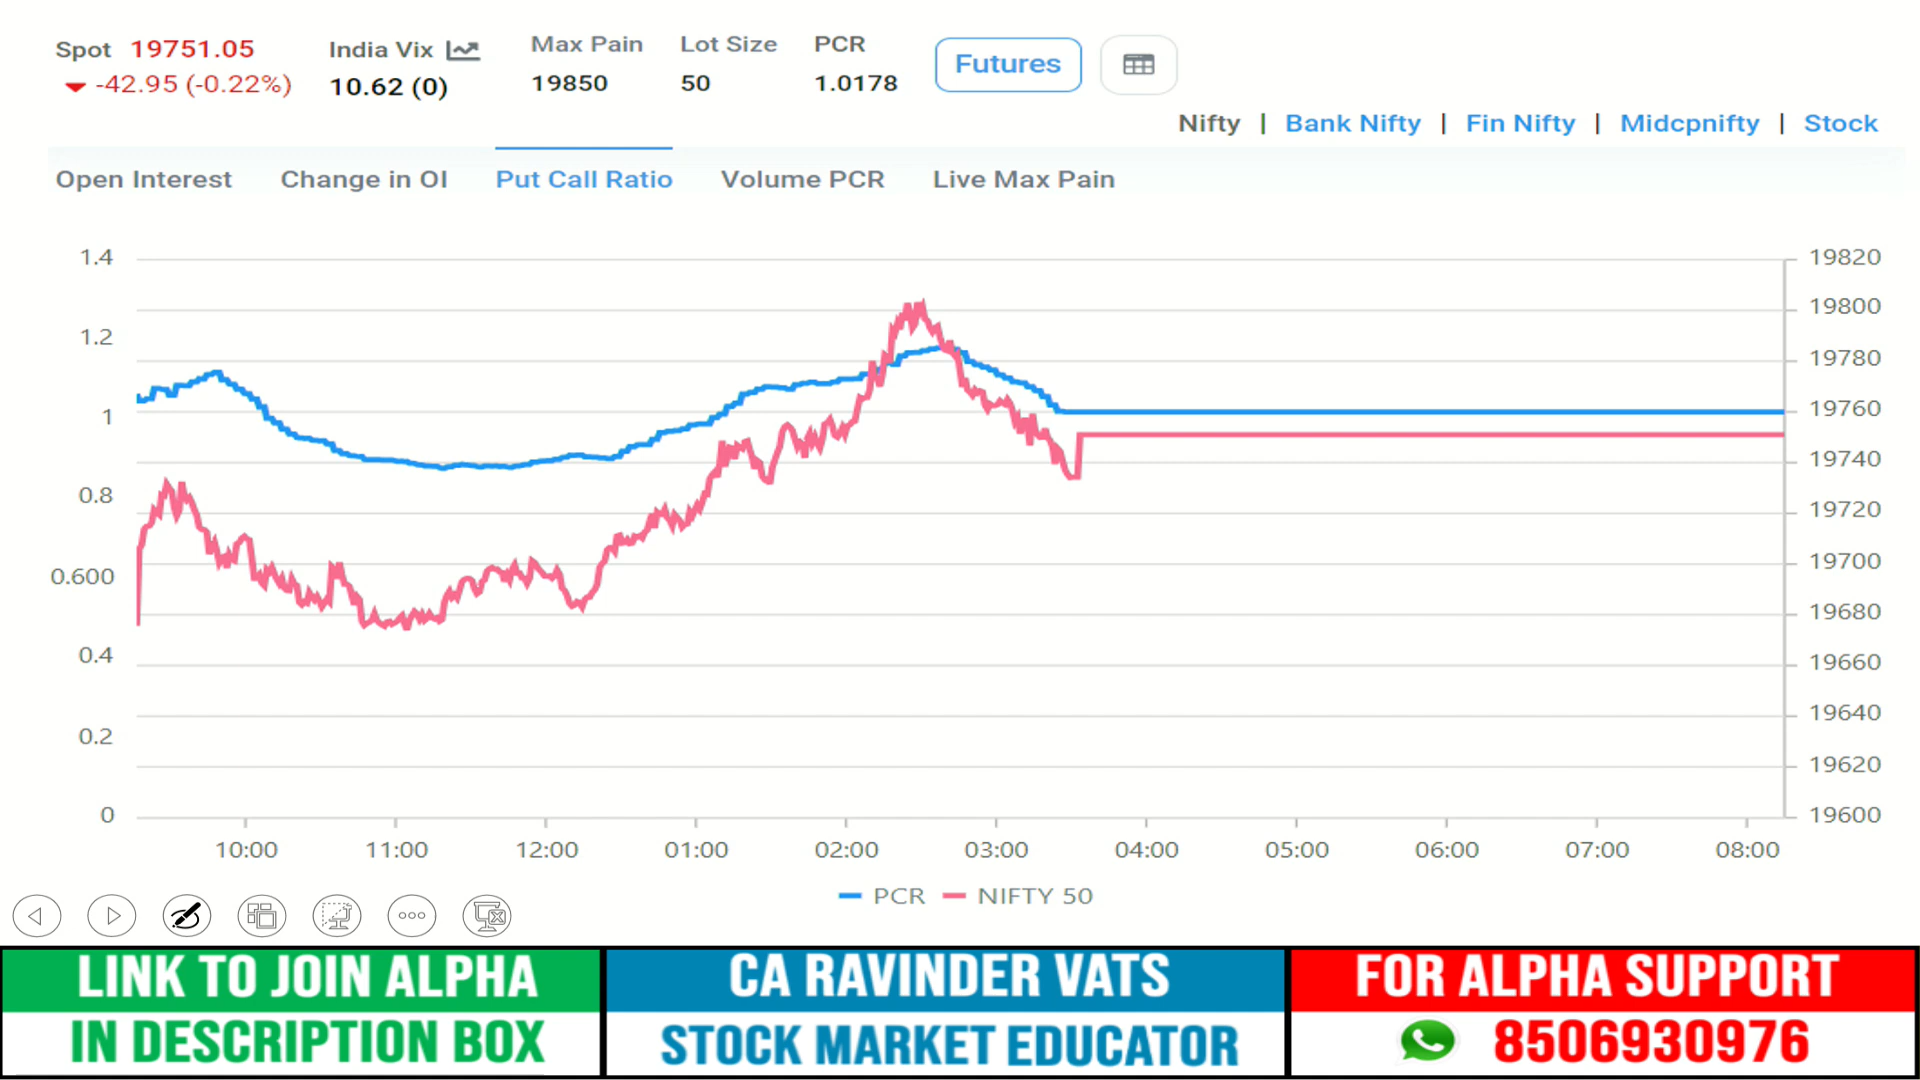 Spot 19751.05
-42.95 (-0.22%)
India Vix
10.62 (0)
Max Pain
19850
Lot Size
50
PCR
1.0178
Futures
Nifty | Bank Nifty | Fin Nifty | Midcpnifty | Stock
Open Interest Change in OI Put Call Ratio Volume PCR Live Max Pain
1.4
1.2
1
0.8
0.600
0.4
0.2
0
19820
19800
19780
19760
19740
19720
19700
19680
19660
19640
19620
19600
10:00 11:00 12:00 01:00 02:00 03:00 04:00 05:00 06:00 07:00 08:00
PCR NIFTY 50
LINK TO JOIN ALPHA
IN DESCRIPTION BOX
CA RAVINDER VATS
STOCK MARKET EDUCATOR
FOR ALPHA SUPPORT
8506930976